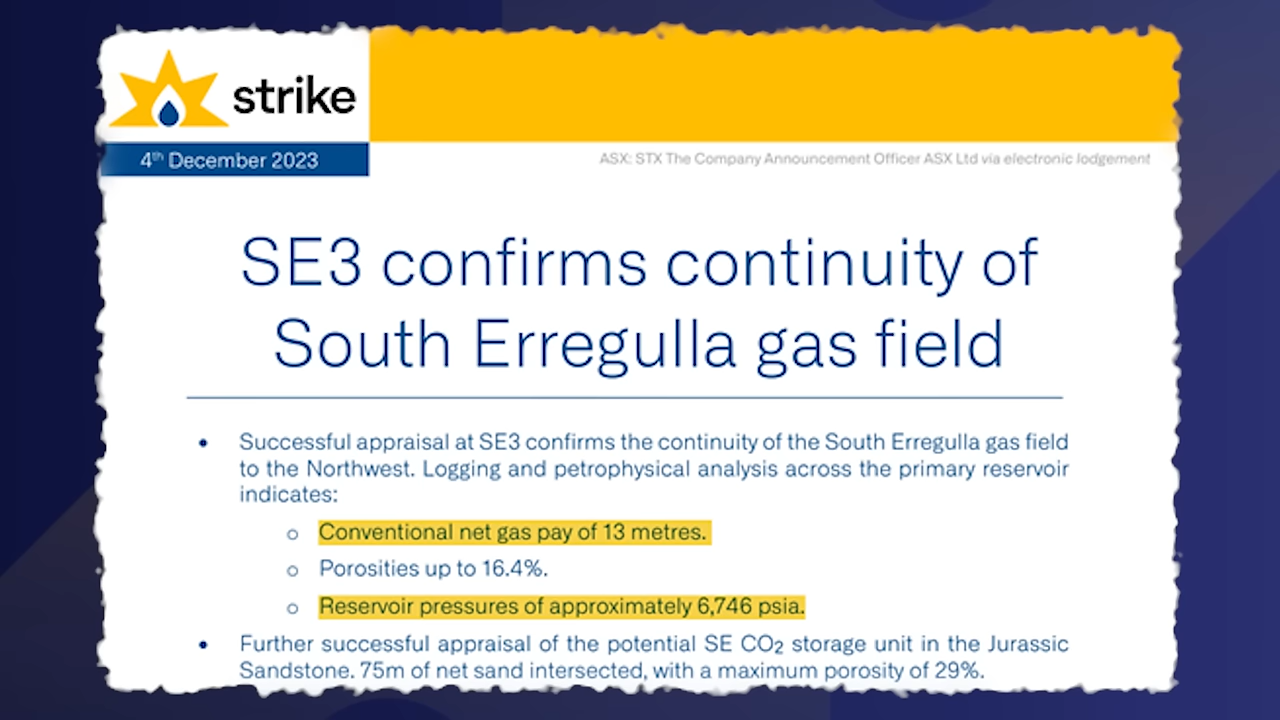 strike
4th December 2023
ASX: STX The Company Announcement Officer ASX Ltd via electronic lodgement
SE3 confirms continuity of
South Erregulla gas field
• Successful appraisal at SE3 confirms the continuity of the South Erregulla gas field
to the Northwest. Logging and petrophysical analysis across the primary reservoir
indicates:
o Conventional net gas pay of 13 metres.
o Porosities up to 16.4%.
o Reservoir pressures of approximately 6,746 psia.
• Further successful appraisal of the potential SE CO2 storage unit in the Jurassic
Sandstone. 75m of net sand intersected, with a maximum porosity of 29%.